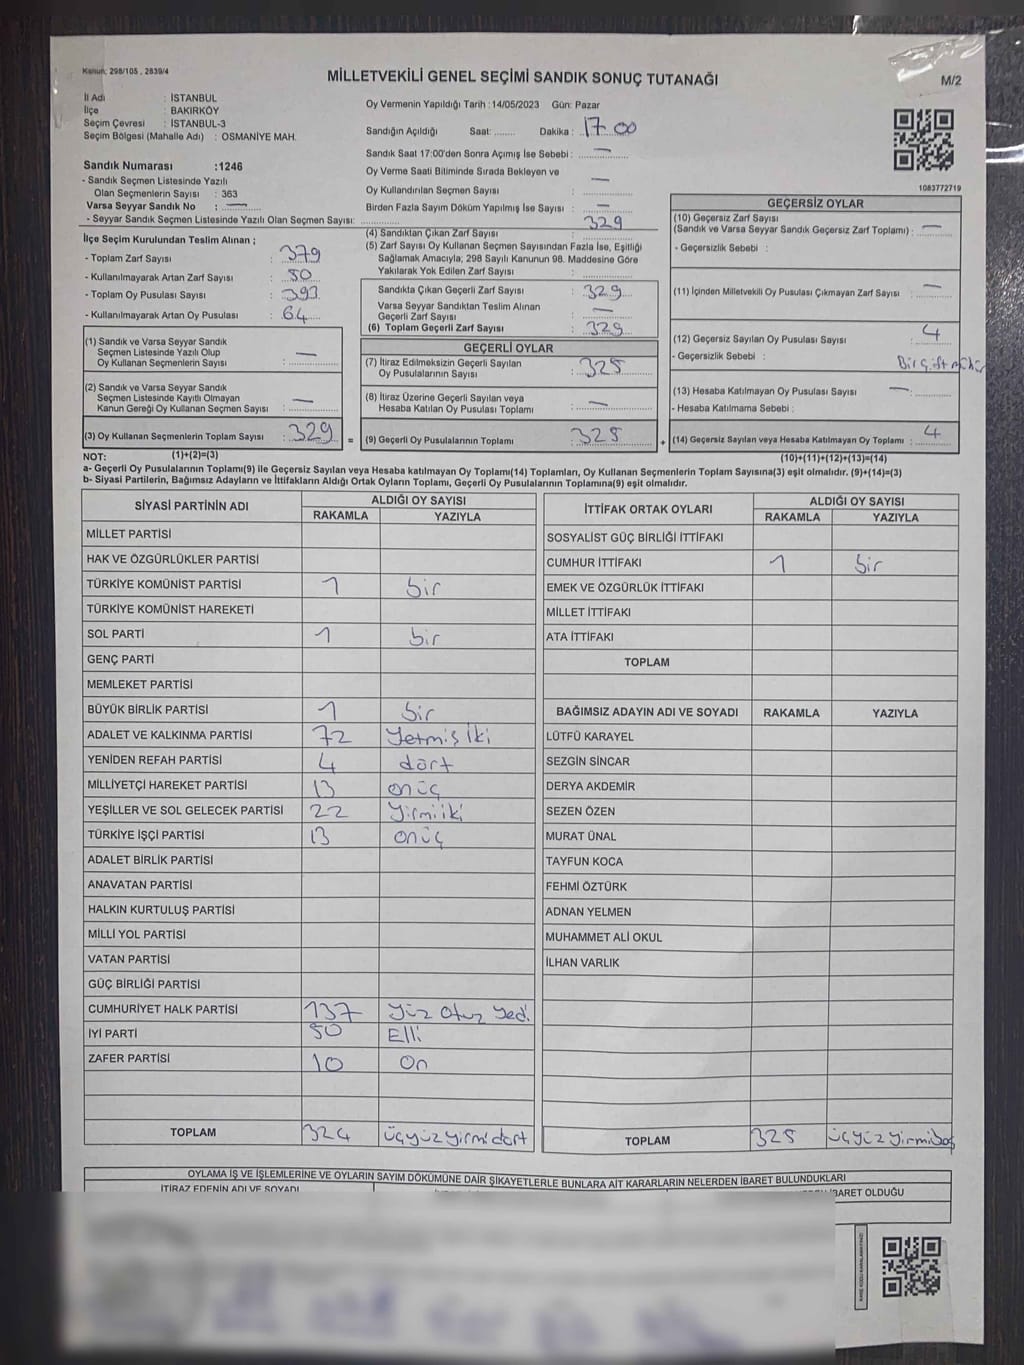 Kanun: 298/105 , 2839/4
MİLLETVEKİLİ GENEL SEÇİMİ SANDIK SONUÇ TUTANAĞI
M/2
İl Adı : İSTANBUL
İlçe : BAKIRKÖY
Seçim Çevresi : İSTANBUL-3
Seçim Bölgesi (Mahalle Adı) : OSMANİYE MAH.
Oy Vermenin Yapıldığı Tarih : 14/05/2023 Gün: Pazar
Sandığın Açıldığı Saat: ....... Dakika : 17 00
Sandık Saat 17:00'den Sonra Açılmış İse Sebebi : —
Oy Verme Saati Bitiminde Sırada Bekleyen ve
Oy Kullandırılan Seçmen Sayısı : —
Birden Fazla Sayım Döküm Yapılmış İse Sayısı : —
1083772719
Sandık Numarası :1246
- Sandık Seçmen Listesinde Yazılı
Olan Seçmenlerin Sayısı : 363
Varsa Seyyar Sandık No : —
- Seyyar Sandık Seçmen Listesinde Yazılı Olan Seçmen Sayısı:
İlçe Seçim Kurulundan Teslim Alınan ;
- Toplam Zarf Sayısı : 379
- Kullanılmayarak Artan Zarf Sayısı : 50
- Toplam Oy Pusulası Sayısı : 393
- Kullanılmayarak Artan Oy Pusulası : 64
(1) Sandık ve Varsa Seyyar Sandık
Seçmen Listesinde Yazılı Olup
Oy Kullanan Seçmenlerin Sayısı : —
(2) Sandık ve Varsa Seyyar Sandık
Seçmen Listesinde Kayıtlı Olmayan
Kanun Gereği Oy Kullanan Seçmen Sayısı : —
(3) Oy Kullanan Seçmenlerin Toplam Sayısı : 329 =
(4) Sandıktan Çıkan Zarf Sayısı : 329
(5) Zarf Sayısı Oy Kullanan Seçmen Sayısından Fazla İse, Eşitliği
Sağlamak Amacıyla; 298 Sayılı Kanunun 98. Maddesine Göre
Yakılarak Yok Edilen Zarf Sayısı :
Sandıkta Çıkan Geçerli Zarf Sayısı : 329
Varsa Seyyar Sandıktan Teslim Alınan
Geçerli Zarf Sayısı : —
(6) Toplam Geçerli Zarf Sayısı : 329
GEÇERLİ OYLAR
(7) İtiraz Edilmeksizin Geçerli Sayılan
Oy Pusulalarının Sayısı : 325
(8) İtiraz Üzerine Geçerli Sayılan veya
Hesaba Katılan Oy Pusulası Toplamı : —
(9) Geçerli Oy Pusulalarının Toplamı : 325 +
GEÇERSİZ OYLAR
(10) Geçersiz Zarf Sayısı
(Sandık ve Varsa Seyyar Sandık Geçersiz Zarf Toplamı) : —
- Geçersizlik Sebebi :
(11) İçinden Milletvekili Oy Pusulası Çıkmayan Zarf Sayısı : —
(12) Geçersiz Sayılan Oy Pusulası Sayısı : 4
- Geçersizlik Sebebi :
(13) Hesaba Katılmayan Oy Pusulası Sayısı : —
- Hesaba Katılmama Sebebi :
(14) Geçersiz Sayılan veya Hesaba Katılmayan Oy Toplamı : 4
NOT: (1)+(2)=(3)
(10)+(11)+(12)+(13)=(14)
a- Geçerli Oy Pusulalarının Toplamı(9) ile Geçersiz Sayılan veya Hesaba katılmayan Oy Toplamı(14) Toplamları, Oy Kullanan Seçmenlerin Toplam Sayısına(3) eşit olmalıdır. (9)+(14)=(3)
b- Siyasi Partilerin, Bağımsız Adayların ve İttifakların Aldığı Ortak Oyların Toplamı, Geçerli Oy Pusulalarının Toplamına(9) eşit olmalıdır.
SİYASİ PARTİNİN ADI ALDIĞI OY SAYISI
RAKAMLA YAZIYLA
MİLLET PARTİSİ
HAK VE ÖZGÜRLÜKLER PARTİSİ
TÜRKİYE KOMÜNİST PARTİSİ 1 bir
TÜRKİYE KOMÜNİST HAREKETİ
SOL PARTİ 1 bir
GENÇ PARTİ
MEMLEKET PARTİSİ
BÜYÜK BİRLİK PARTİSİ 1 bir
ADALET VE KALKINMA PARTİSİ 72 Yetmiş İki
YENİDEN REFAH PARTİSİ 4 dört
MİLLİYETÇİ HAREKET PARTİSİ 13 onüç
YEŞİLLER VE SOL GELECEK PARTİSİ 22 Yirmiiki
TÜRKİYE İŞÇİ PARTİSİ 13 onüç
ADALET BİRLİK PARTİSİ
ANAVATAN PARTİSİ
HALKIN KURTULUŞ PARTİSİ
MİLLİ YOL PARTİSİ
VATAN PARTİSİ
GÜÇ BİRLİĞİ PARTİSİ
CUMHURİYET HALK PARTİSİ 137 Yüz Otuz Yedi
İYİ PARTİ 50 Elli
ZAFER PARTİSİ 10 On
TOPLAM 324 üçyüzyirmidört
İTTİFAK ORTAK OYLARI ALDIĞI OY SAYISI
RAKAMLA YAZIYLA
SOSYALİST GÜÇ BİRLİĞİ İTTİFAKI
CUMHUR İTTİFAKI 1 bir
EMEK VE ÖZGÜRLÜK İTTİFAKI
MİLLET İTTİFAKI
ATA İTTİFAKI
TOPLAM
BAĞIMSIZ ADAYIN ADI VE SOYADI RAKAMLA YAZIYLA
LÜTFÜ KARAYEL
SEZGİN SİNCAR
DERYA AKDEMİR
SEZEN ÖZEN
MURAT ÜNAL
TAYFUN KOCA
FEHMİ ÖZTÜRK
ADNAN YELMEN
MUHAMMET ALİ OKUL
İLHAN VARLIK
TOPLAM 325 üçyüzyirmibeş
OYLAMA İŞ VE İŞLEMLERİNE VE OYLARIN SAYIM DÖKÜMÜNE DAİR ŞİKAYETLERLE BUNLARA AİT KARARLARIN NELERDEN İBARET BULUNDUKLARI
İTİRAZ EDENİN ADI VE SOYADI
İBARET OLDUĞU